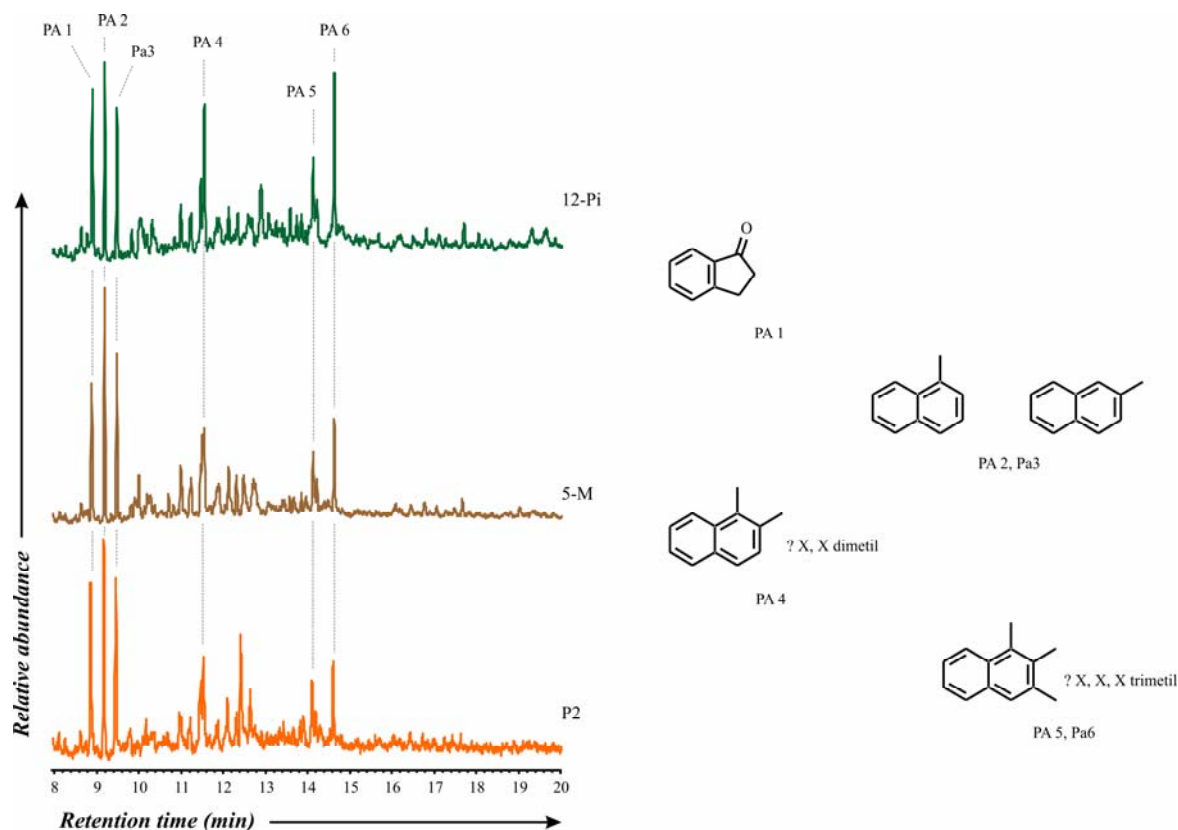 PA 1
PA 2
Pa3
PA 4
PA 5
PA 6
12-Pi
5-M
P2
Relative abundance
8 9 10 11 12 13 14 15 16 17 18 19 20
Retention time (min)
O
PA 1
PA 2, Pa3
? X, X dimetil
PA 4
? X, X, X trimetil
PA 5, Pa6